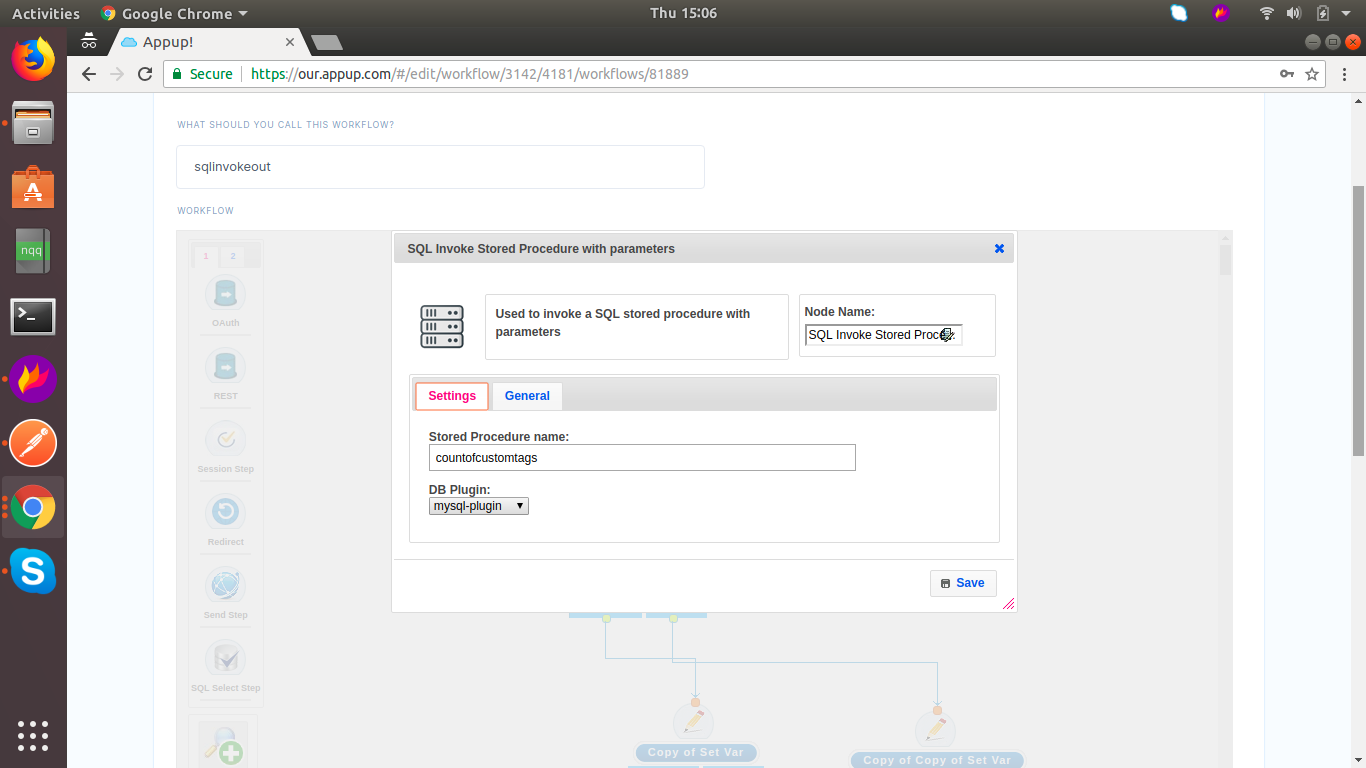 Activities
Google Chrome
Thu 15:06
Appup!
Secure
https://our.appup.com/#/edit/workflow/3142/4181/workflows/81889
WHAT SHOULD YOU CALL THIS WORKFLOW?
sqlinvokeout
WORKFLOW
SQL Invoke Stored Procedure with parameters
1
2
Used to invoke a SQL stored procedure with
parameters
Node Name:
SQL Invoke Stored
OAuth
REST
Settings
General
Stored Procedure name:
countofcustomtags
Session Step
DB Plugin:
mysql-plugin
Redirect
Save
Send Step
SQL Select Step
Copy of Set Var
Copy of Copy of Set Var
nqq
S